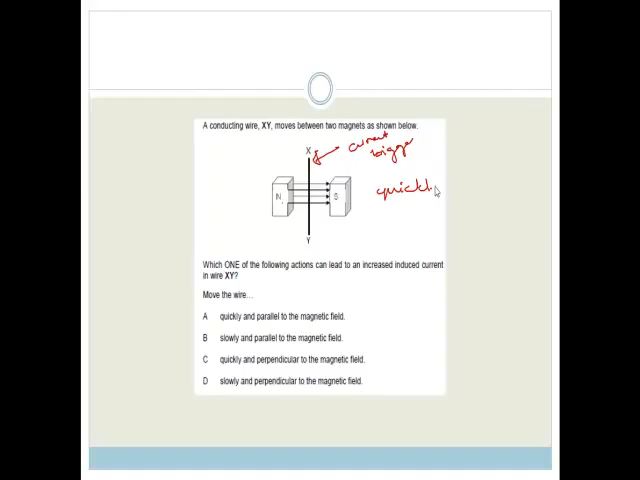 A conducting wire, XY, moves between two magnets as shown below.
X
current
bigger
N
S
quickl
Y
Which ONE of the following actions can lead to an increased induced current
in wire XY?
Move the wire…
A quickly and parallel to the magnetic field.
B slowly and parallel to the magnetic field.
C quickly and perpendicular to the magnetic field.
D slowly and perpendicular to the magnetic field.